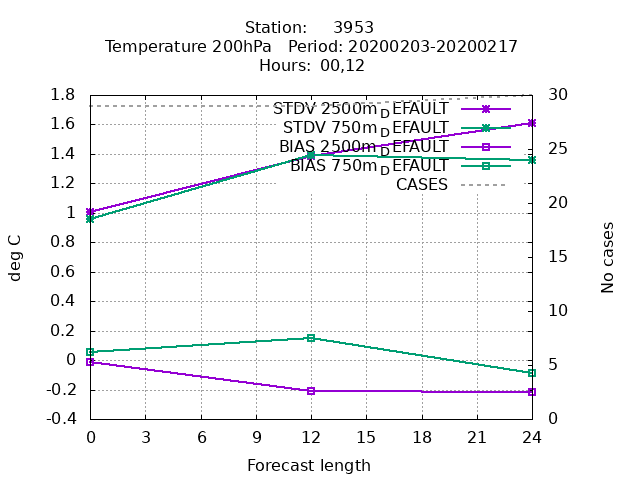 Station:     3953
Temperature 200hPa   Period: 20200203-20200217
Hours:  00,12
STDV 2500m_DEFAULT
STDV 750m_DEFAULT
BIAS 2500m_DEFAULT
BIAS 750m_DEFAULT
CASES
1.8
1.6
1.4
1.2
1
0.8
0.6
0.4
0.2
0
-0.2
-0.4
30
25
20
15
10
5
0
deg C
No cases
0 3 6 9 12 15 18 21 24
Forecast length